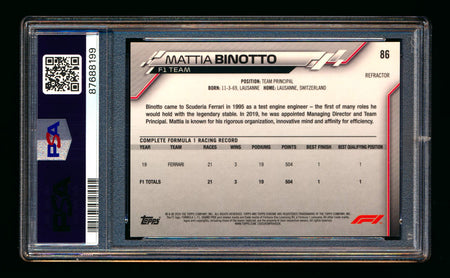 MATTIA BINOTTO
86
F1 TEAM
REFRACTOR
POSITION: TEAM PRINCIPAL
BORN: 11-3-69, LAUSANNE HOME: LAUSANNE, SWITZERLAND
Binotto came to Scuderia Ferrari in 1995 as a test engine engineer – the first of many roles he
would hold with the legendary stable. In 2019, he was appointed Managing Director and Team
Principal. Mattia is known for his rigorous organization, innovative mind and affinity for efficiency.
COMPLETE FORMULA 1 RACING RECORD
YEAR TEAM RACES WINS PODIUMS POINTS BEST FINISH BEST QUALIFYING POSITION
19 FERRARI 21 3 19 504 1 1
F1 TOTALS 21 3 19 504 1 1
Topps
F1
PSA
87688199